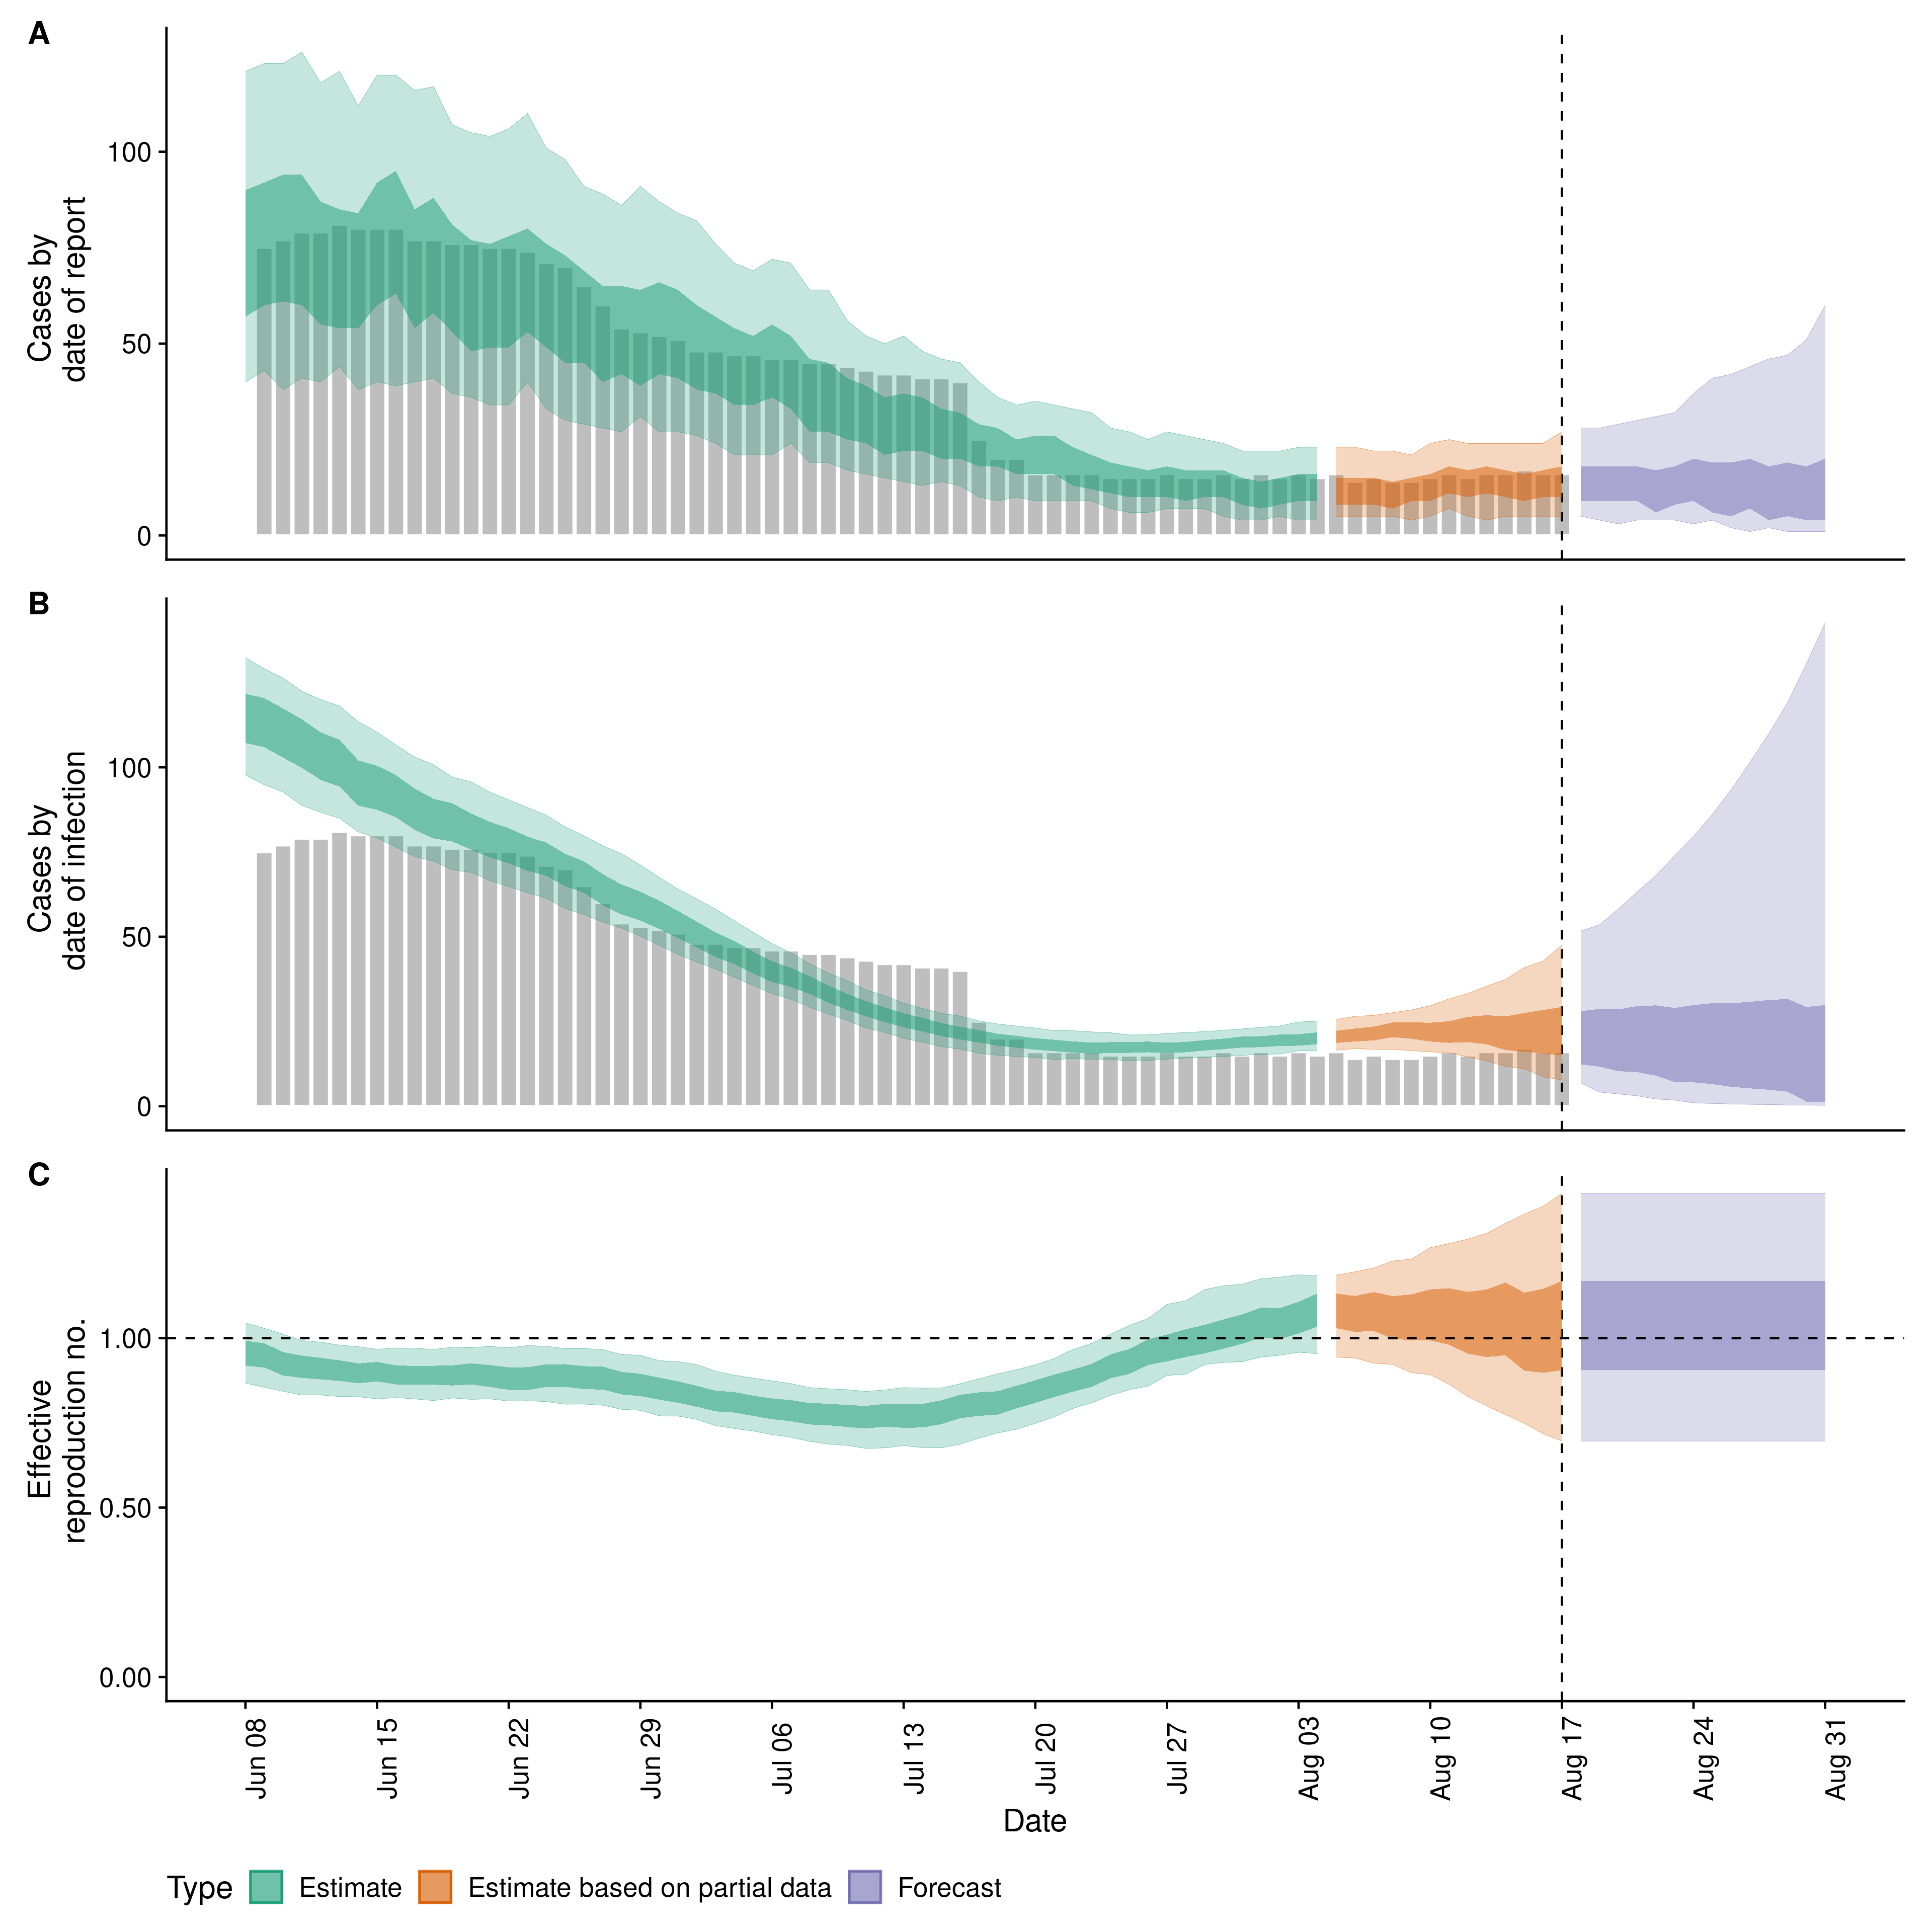 A
Cases by
date of report
100
50
0
B
Cases by
date of infection
100
50
0
C
Effective
reproduction no.
1.00
0.50
0.00
Jun 08
Jun 15
Jun 22
Jun 29
Jul 06
Jul 13
Jul 20
Jul 27
Aug 03
Aug 10
Aug 17
Aug 24
Aug 31
Date
Type Estimate Estimate based on partial data Forecast